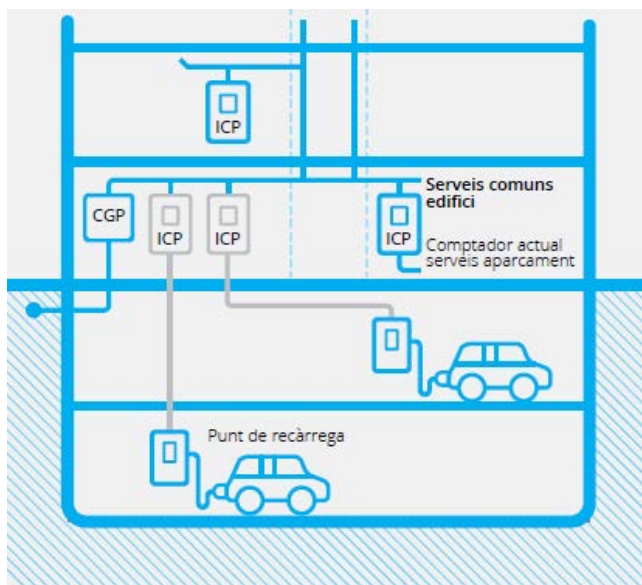 ICP
Serveis comuns
edifici
CGP
ICP
ICP
ICP
Comptador actual
serveis aparcament
Punt de recàrrega